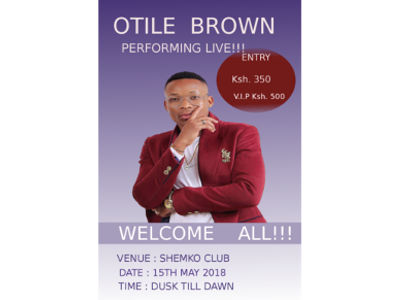 OTILE BROWN
PERFORMING LIVE!!!
ENTRY
Ksh. 350
V.I.P Ksh. 500
WELCOME ALL!!!
VENUE : SHEMKO CLUB
DATE : 15TH MAY 2018
TIME : DUSK TILL DAWN